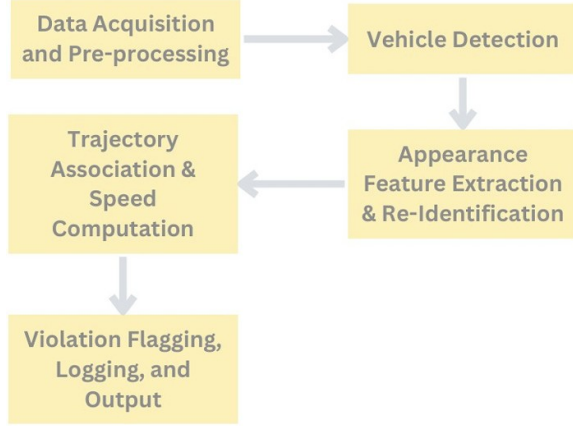 Data Acquisition
and Pre-processing
Vehicle Detection
Appearance
Feature Extraction
& Re-Identification
Trajectory
Association &
Speed
Computation
Violation Flagging,
Logging, and
Output